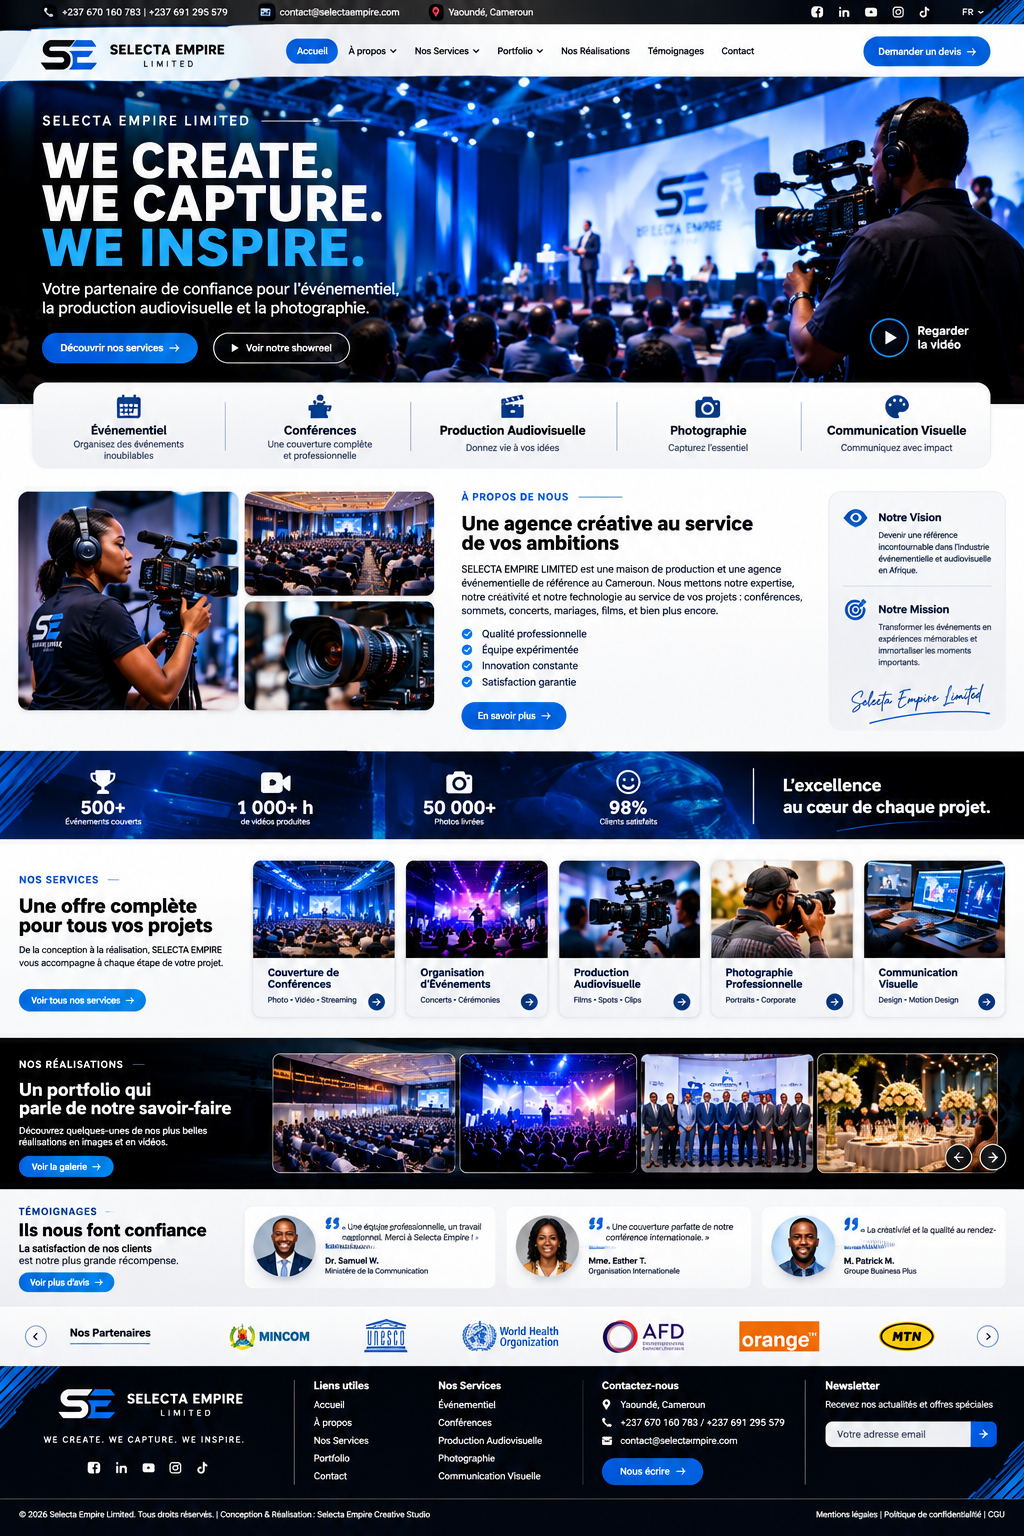 +237 670 160 783 | +237 691 295 579
contact@selectaempire.com
Yaoundé, Cameroun
FR
SE
SELECTA EMPIRE
LIMITED
Accueil
À propos
Nos Services
Portfolio
Nos Réalisations
Témoignages
Contact
Demander un devis →
SELECTA EMPIRE LIMITED
WE CREATE.
WE CAPTURE.
WE INSPIRE.
Votre partenaire de confiance pour l'événementiel,
la production audiovisuelle et la photographie.
Découvrir nos services →
Voir notre showreel
SE
Regarder
la vidéo
Événementiel
Organisez des événements
inoubilables
Conférences
Une couverture complète
et professionnelle
Production Audiovisuelle
Donnez vie à vos idées
Photographie
Capturez l'essentiel
Communication Visuelle
Communiquez avec impact
SE
À PROPOS DE NOUS
Une agence créative au service
de vos ambitions
SELECTA EMPIRE LIMITED est une maison de production et une agence
événementielle de référence au Cameroun. Nous mettons notre expertise,
notre créativité et notre technologie au service de vos projets : conférences,
sommets, concerts, mariages, films, et bien plus encore.
Qualité professionnelle
Équipe expérimentée
Innovation constante
Satisfaction garantie
En savoir plus →
Notre Vision
Devenir une référence
incontournable dans l'industrie
événementielle et audiovisuelle
en Afrique.
Notre Mission
Transformer les événements en
expériences mémorables et
immortaliser les moments
importants.
Selecta Empire Limited
500+
Événements couverts
1 000+ h
de vidéos produites
50 000+
Photos livrées
98%
Clients satisfaits
L'excellence
au cœur de chaque projet.
NOS SERVICES
Une offre complète
pour tous vos projets
De la conception à la réalisation, SELECTA EMPIRE
vous accompagne à chaque étape de votre projet.
Voir tous nos services →
Couverture de
Conférences
Photo • Vidéo • Streaming
Organisation
d'Événements
Concerts • Cérémonies
Production
Audiovisuelle
Films • Spots • Clips
Photographie
Professionnelle
Portraits • Corporate
Communication
Visuelle
Design • Motion Design
NOS RÉALISATIONS
Un portfolio qui
parle de notre savoir-faire
Découvrez quelques-unes de nos plus belles
réalisations en images et en vidéos.
Voir la galerie →
TÉMOIGNAGES
Ils nous font confiance
La satisfaction de nos clients
est notre plus grande récompense.
Voir plus d'avis →
« Une équipe professionnelle, un travail
Merci à Selecta Empire ! »
Dr. Samuel W.
Ministère de la Communication
« Une couverture parfaite de notre
conférence internationale. »
Mme. Esther T.
Organisation Internationale
« La créativité et la qualité au rendez-
M. Patrick M.
Groupe Business Plus
Nos Partenaires
MINCOM
unesco
World Health
Organization
AFD
orange™
MTN
SE
SELECTA EMPIRE
LIMITED
WE CREATE. WE CAPTURE. WE INSPIRE.
Liens utiles
Accueil
À propos
Nos Services
Portfolio
Contact
Nos Services
Événementiel
Conférences
Production Audiovisuelle
Photographie
Communication Visuelle
Contactez-nous
Yaoundé, Cameroun
+237 670 160 783 / +237 691 295 579
contact@selectaempire.com
Nous écrire →
Newsletter
Recevez nos actualités et offres spéciales
Votre adresse email
© 2026 Selecta Empire Limited. Tous droits réservés. | Conception & Réalisation : Selecta Empire Creative Studio
Mentions légales | Politique de confidentialité | CGU